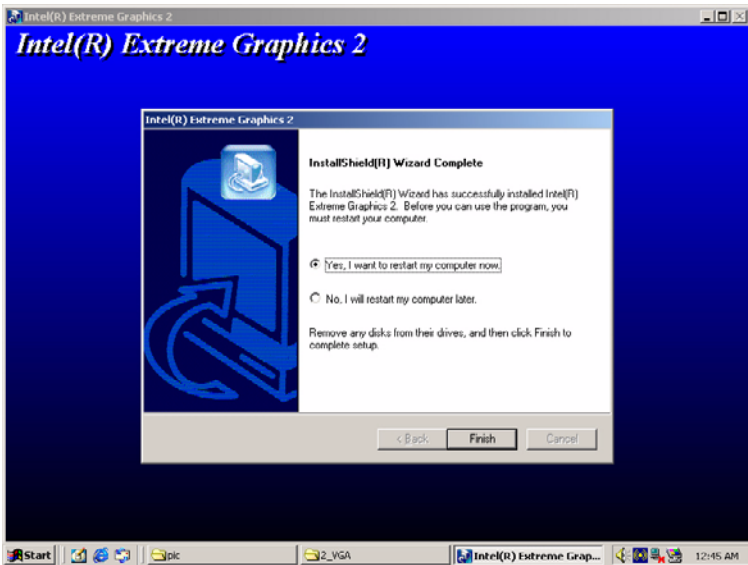 Intel(R) Extreme Graphics 2
Intel(R) Extreme Graphics 2
Intel(R) Extreme Graphics 2
InstallShield(R) Wizard Complete
The InstallShield(R) Wizard has successfully installed Intel(R)
Extreme Graphics 2. Before you can use the program, you
must restart your computer.
Yes, I want to restart my computer now.
No, I will restart my computer later.
Remove any disks from their drives, and then click Finish to
complete setup.
< Back
Finish
Cancel
Start
pic
2_VGA
Intel(R) Extreme Grap...
12:45 AM